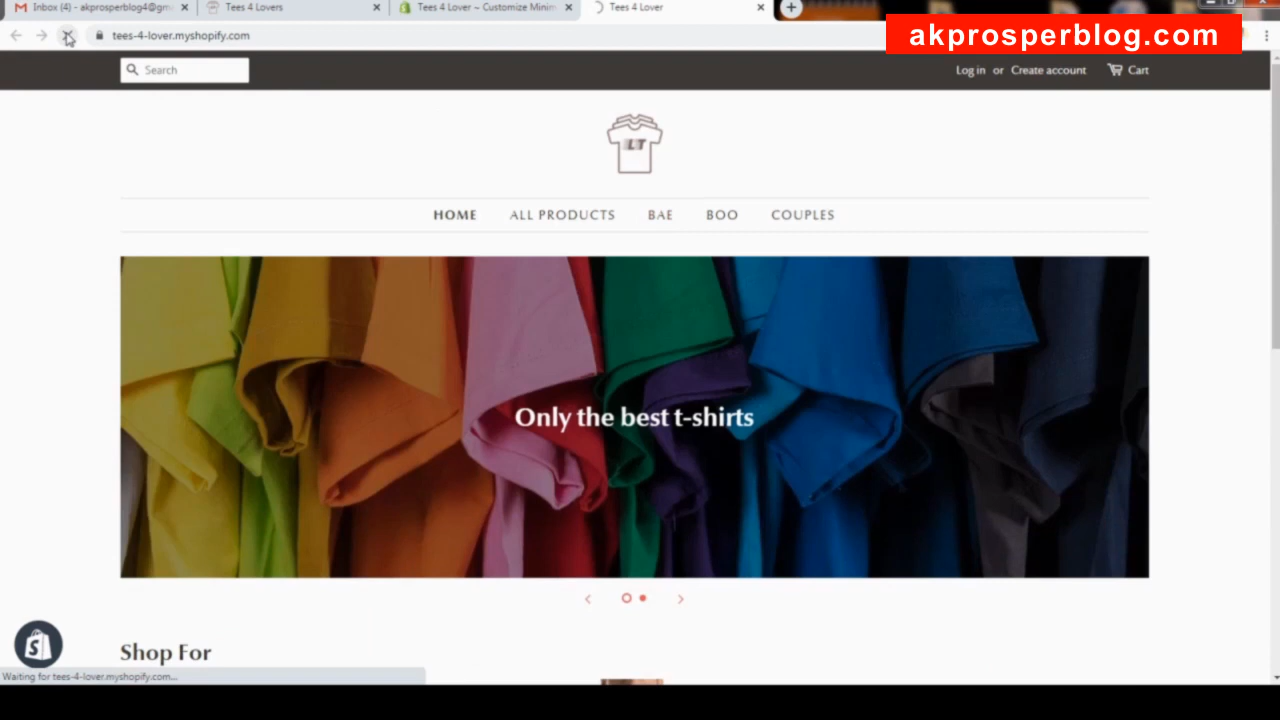 Inbox (4) - akprosperblog4@gm
Tees 4 Lovers
Tees 4 Lover ~ Customize Minim
Tees 4 Lover
akprosperblog.com
tees-4-lover.myshopify.com
Search
Log in or Create account
Cart
LT
HOME
ALL PRODUCTS
BAE
BOO
COUPLES
Only the best t-shirts
Shop For
Waiting for tees-4-lover.myshopify.com...